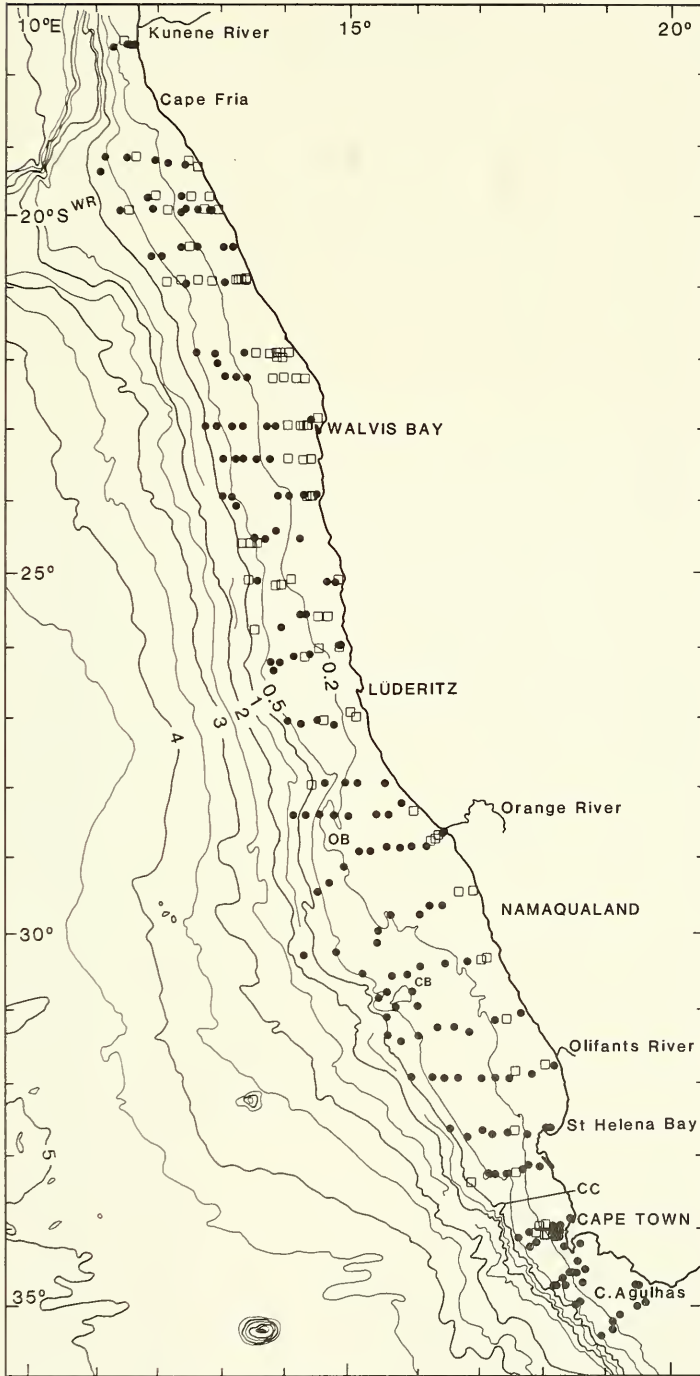 10°E
15°
20°
Kunene River
Cape Fria
20°S
WR
WALVIS BAY
25°
0.2
LÜDERITZ
0.5
1
2
3
4
Orange River
OB
NAMAQUALAND
30°
CB
Olifants River
St Helena Bay
5
CC
CAPE TOWN
C. Agulhas
35°